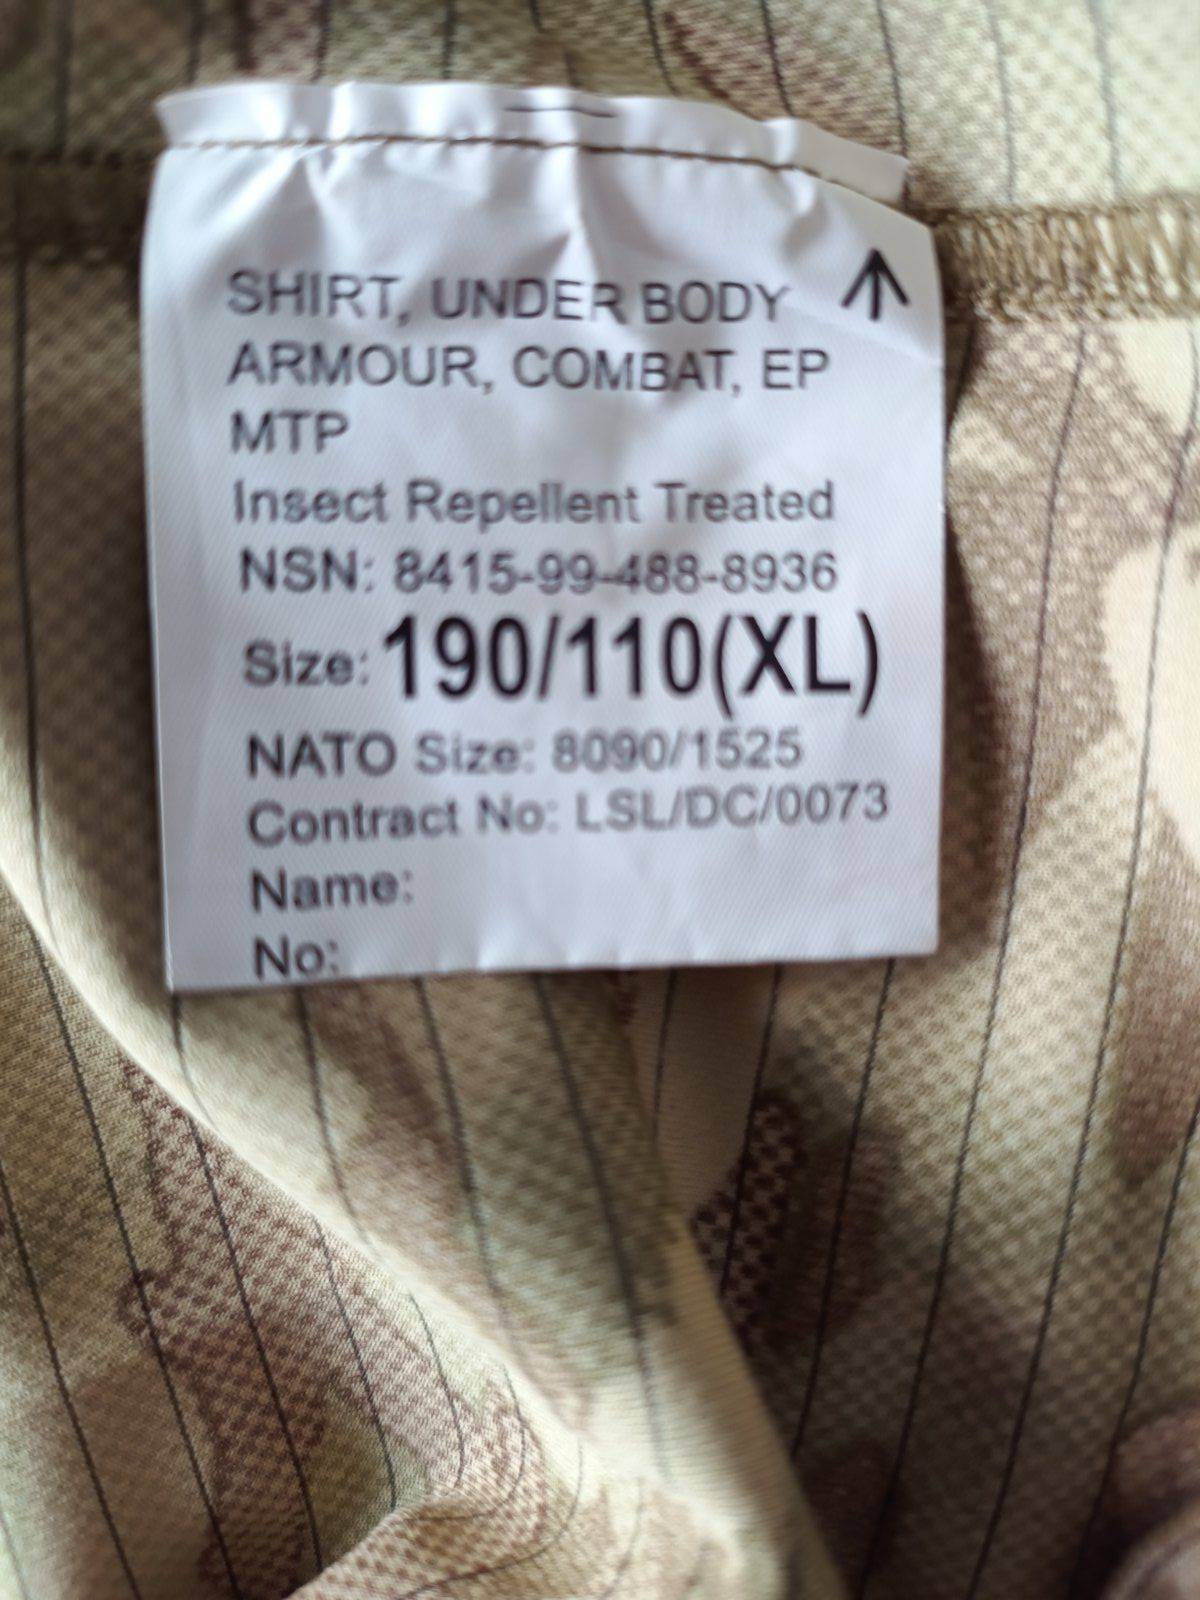 SHIRT, UNDER BODY
ARMOUR, COMBAT, EP
MTP
Insect Repellent Treated
NSN: 8415-99-488-8936
Size: 190/110(XL)
NATO Size: 8090/1525
Contract No: LSL/DC/0073
Name:
No: